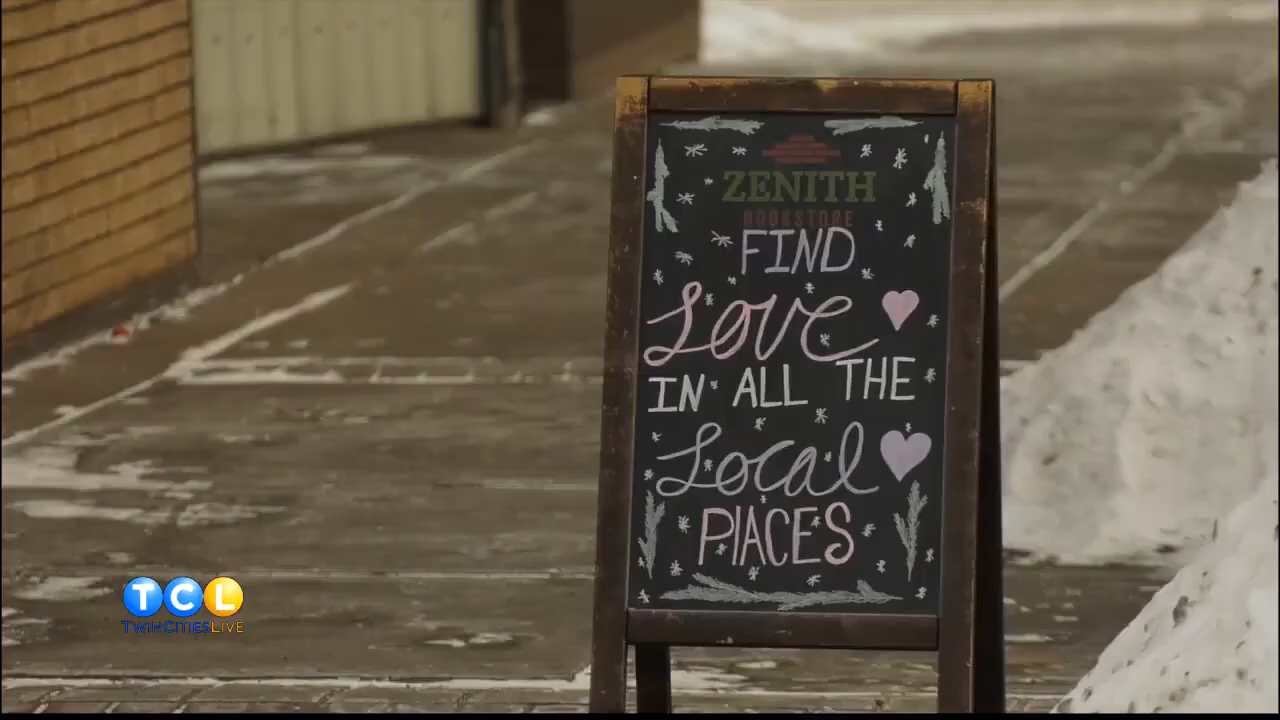 ZENITH
BOOKSTORE
FIND
Love
IN ALL THE
Local
PlACES
TCL
TWINCITIESLIVE